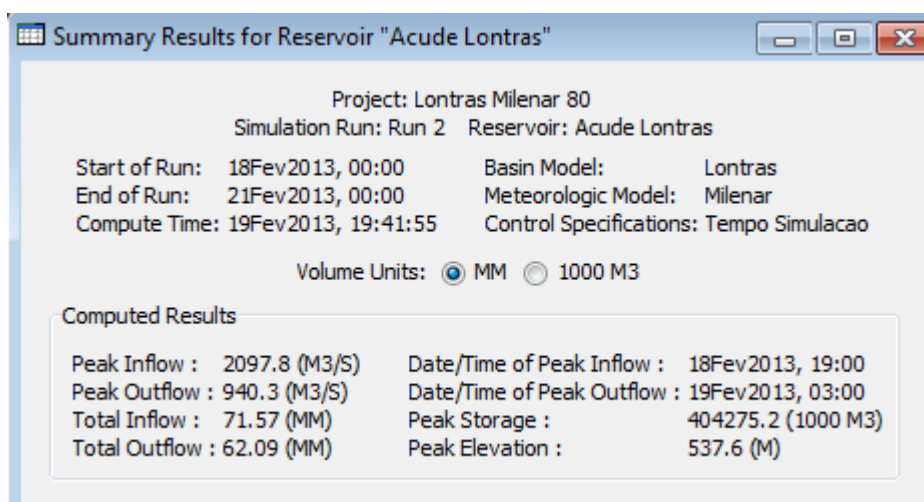 Summary Results for Reservoir "Acude Lontras"
Project: Lontras Milenar 80
Simulation Run: Run 2 Reservoir: Acude Lontras
Start of Run: 18Fev2013, 00:00 Basin Model: Lontras
End of Run: 21Fev2013, 00:00 Meteorologic Model: Milenar
Compute Time: 19Fev2013, 19:41:55 Control Specifications: Tempo Simulacao
Volume Units: MM 1000 M3
Computed Results
Peak Inflow : 2097.8 (M3/S) Date/Time of Peak Inflow : 18Fev2013, 19:00
Peak Outflow : 940.3 (M3/S) Date/Time of Peak Outflow : 19Fev2013, 03:00
Total Inflow : 71.57 (MM) Peak Storage : 404275.2 (1000 M3)
Total Outflow : 62.09 (MM) Peak Elevation : 537.6 (M)